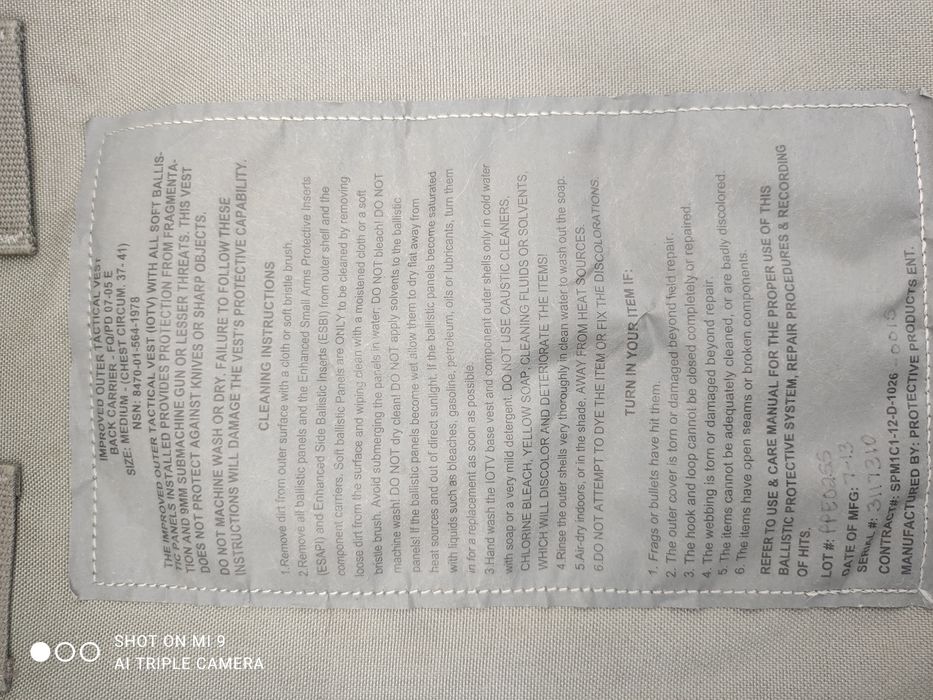 IMPROVED OUTER TACTICAL VEST
BACK CARRIER - FQ/PD 07-05 E
SIZE: MEDIUM - (CHEST CIRCUM. 37- 41)
NSN: 8470-01-564-1978
THE IMPROVED OUTER TACTICAL VEST (IOTV) WITH ALL SOFT BALLIS-
TIC PANELS INSTALLED PROVIDES PROTECTION FROM FRAGMENTA-
TION AND 9MM SUBMACHINE GUN OR LESSER THREATS. THIS VEST
DOES NOT PROTECT AGAINST KNIVES OR SHARP OBJECTS.
DO NOT MACHINE WASH OR DRY, FAILURE TO FOLLOW THESE
INSTRUCTIONS WILL DAMAGE THE VEST'S PROTECTIVE CAPABILITY.
CLEANING INSTRUCTIONS
1.Remove dirt from outer surface with a cloth or soft bristle brush.
2.Remove all ballistic panels and the Enhanced Small Arms Protective Inserts
(ESAPI) and Enhanced Side Ballistic Inserts (ESBI) from outer shell and the
component carriers. Soft ballistic Panels are ONLY to be cleaned by removing
loose dirt from the surface and wiping clean with a moistened cloth or a soft
bristle brush. Avoid submerging the panels in water; DO NOT bleach! DO NOT
machine wash! DO NOT dry clean! DO NOT apply solvents to the ballistic
panels! If the ballistic panels become wet allow them to dry flat away from
heat sources and out of direct sunlight. If the ballistic panels become saturated
with liquids such as bleaches, gasoline, petroleum, oils or lubricants, turn them
in for a replacement as soon as possible.
3.Hand wash the IOTV base vest and component outer shells only in cold water
with soap or a very mild detergent. DO NOT USE CAUSTIC CLEANERS,
CHLORINE BLEACH, YELLOW SOAP, CLEANING FLUIDS OR SOLVENTS,
WHICH WILL DISCOLOR AND DETERIORATE THE ITEMS!
4.Rinse the outer shells very thoroughly in clean water to wash out the soap.
5.Air-dry indoors, or in the shade, AWAY FROM HEAT SOURCES.
6.DO NOT ATTEMPT TO DYE THE ITEM OR FIX THE DISCOLORATIONS.
TURN IN YOUR ITEM IF:
1. Frags or bullets have hit them.
2. The outer cover is torn or damaged beyond field repair.
3. The hook and loop cannot be closed completely or repaired.
4. The webbing is torn or damaged beyond repair.
5. The items cannot be adequately cleaned, or are badly discolored.
6. The items have open seams or broken components.
REFER TO USE & CARE MANUAL FOR THE PROPER USE OF THIS
BALLISTIC PROTECTIVE SYSTEM, REPAIR PROCEDURES & RECORDING
OF HITS.
LOT #:
DATE OF MFG: 7-13
SERIAL #: 3117310
CONTRACT#: SPM1C1-12-D-1026 -0015
MANUFACTURED BY: PROTECTIVE PRODUCTS ENT.
SHOT ON MI 9
AI TRIPLE CAMERA